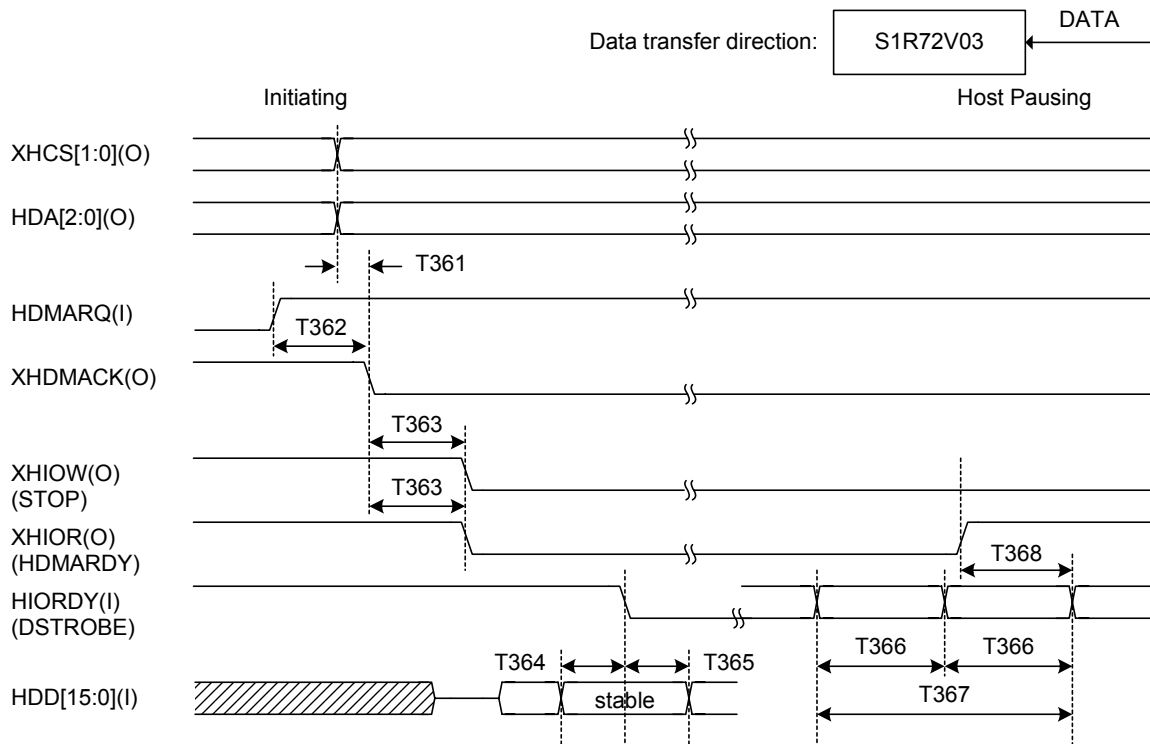 Data transfer direction: S1R72V03 DATA
Initiating Host Pausing
XHCS[1:0](O)
HDA[2:0](O)
T361
HDMARQ(I)
T362
XHDMACK(O)
T363
XHIOW(O)
(STOP)
T363
XHIOR(O)
(HDMARDY)
T368
HIORDY(I)
(DSTROBE)
T366 T366
T364 T365
HDD[15:0](I)
stable
T367